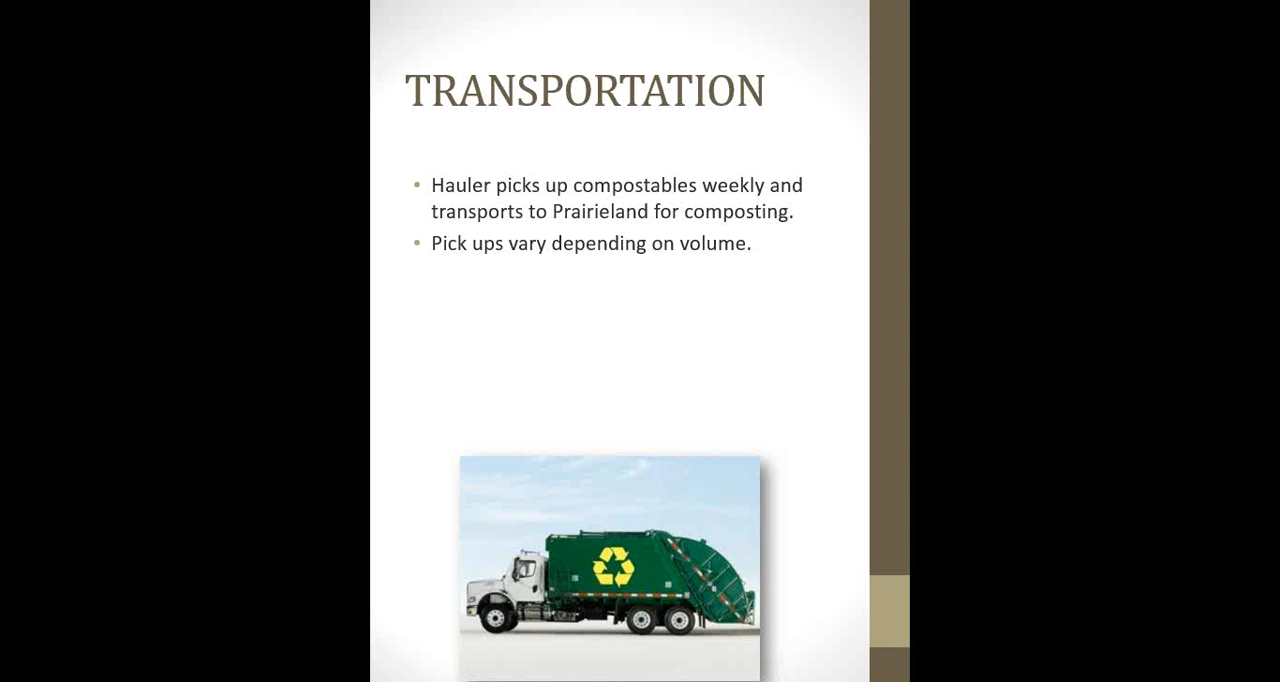 TRANSPORTATION
• Hauler picks up compostables weekly and
transports to Prairieland for composting.
• Pick ups vary depending on volume.